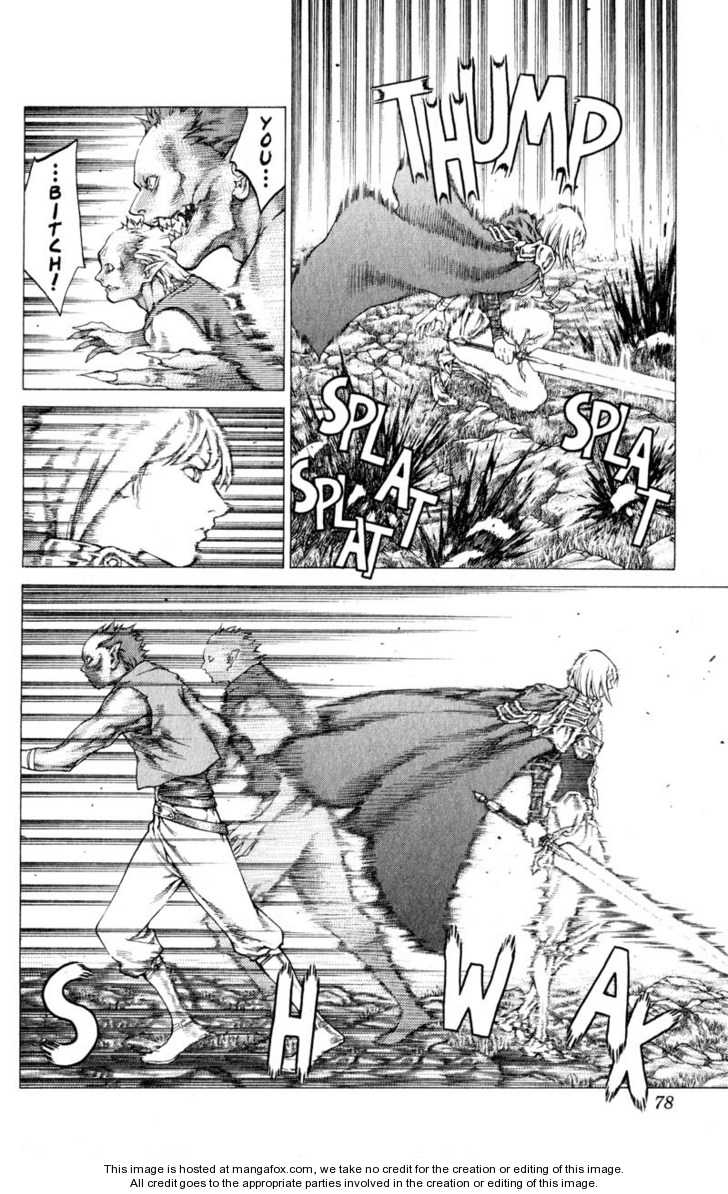 THUMP
SPLAT
SPLAT
SPLAT
YOU...
...BITCH!
SHWAK
78
This image is hosted at mangafox.com, we take no credit for the creation or editing of this image.
All credit goes to the appropriate parties involved in the creation or editing of this image.